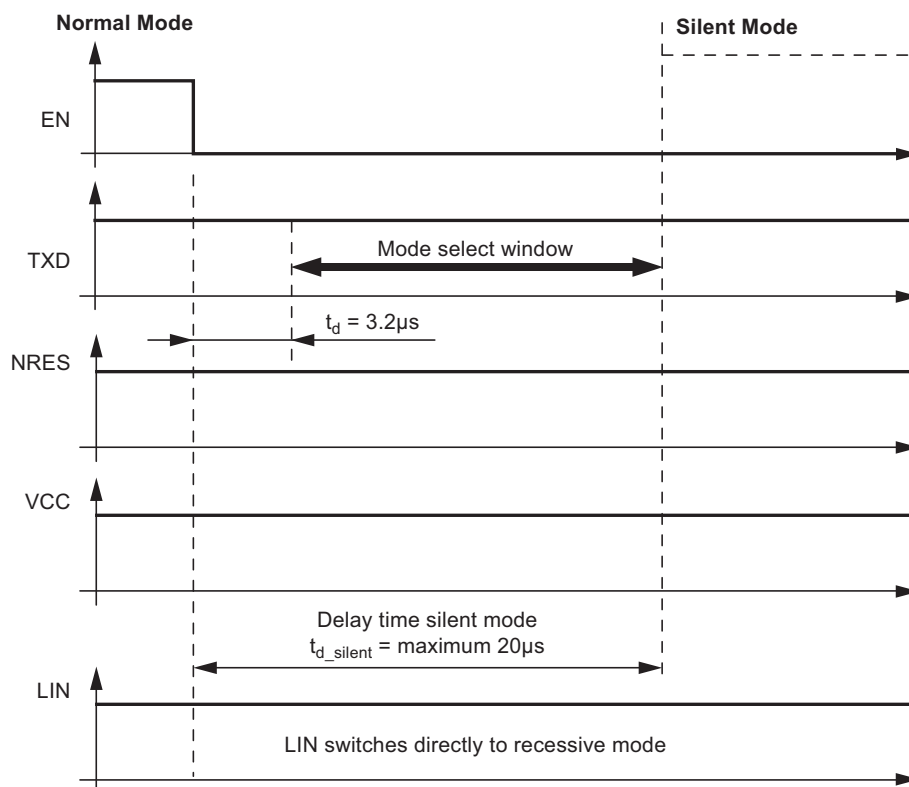 Normal Mode
Silent Mode
EN
TXD
Mode select window
t_d = 3.2µs
NRES
VCC
Delay time silent mode
t_d_silent = maximum 20µs
LIN
LIN switches directly to recessive mode